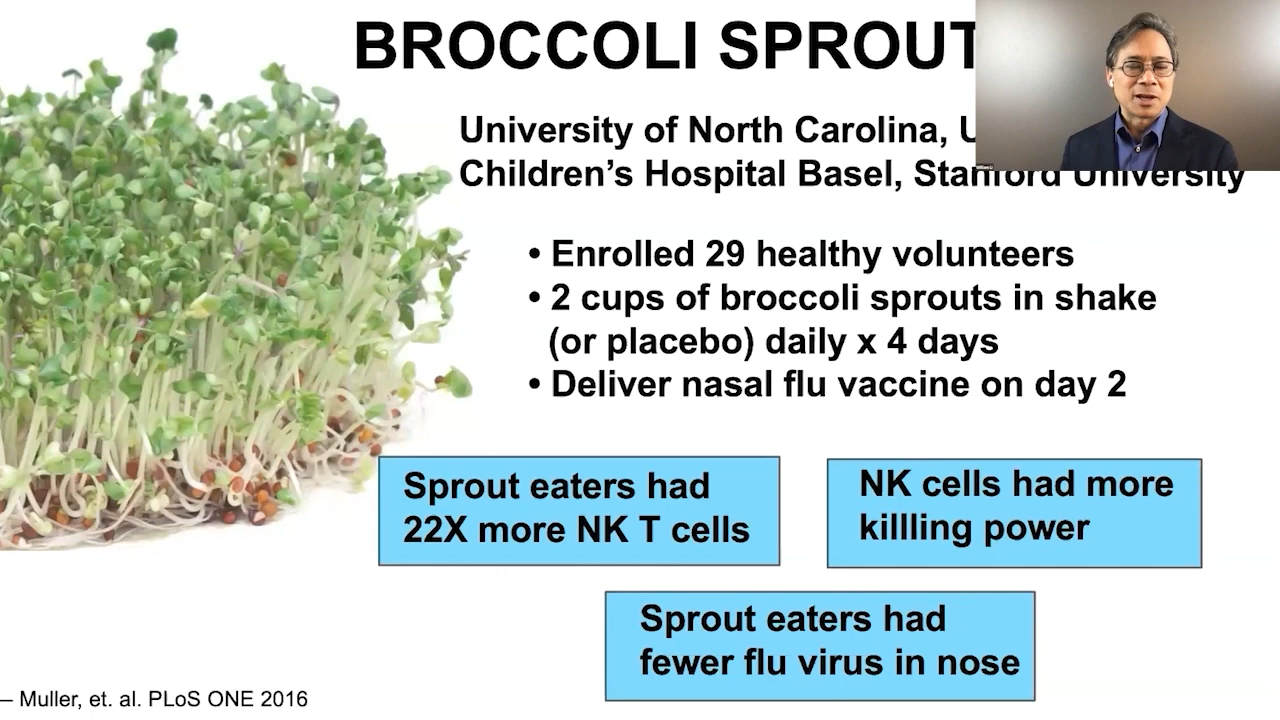 BROCCOLI SPROUT
University of North Carolina, U
Children's Hospital Basel, Stanford University
• Enrolled 29 healthy volunteers
• 2 cups of broccoli sprouts in shake
(or placebo) daily x 4 days
• Deliver nasal flu vaccine on day 2
Sprout eaters had
22X more NK T cells
NK cells had more
killling power
Sprout eaters had
fewer flu virus in nose
– Muller, et. al. PLoS ONE 2016